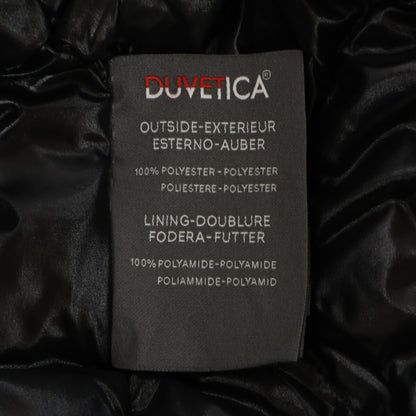 DUVETICA®
OUTSIDE-EXTERIEUR
ESTERNO-AUBER
100% POLYESTER-POLYESTER
POLIESTERE-POLYESTER
LINING-DOUBLURE
FODERA-FUTTER
100% POLYAMIDE-POLYAMIDE
POLIAMMIDE-POLYAMID